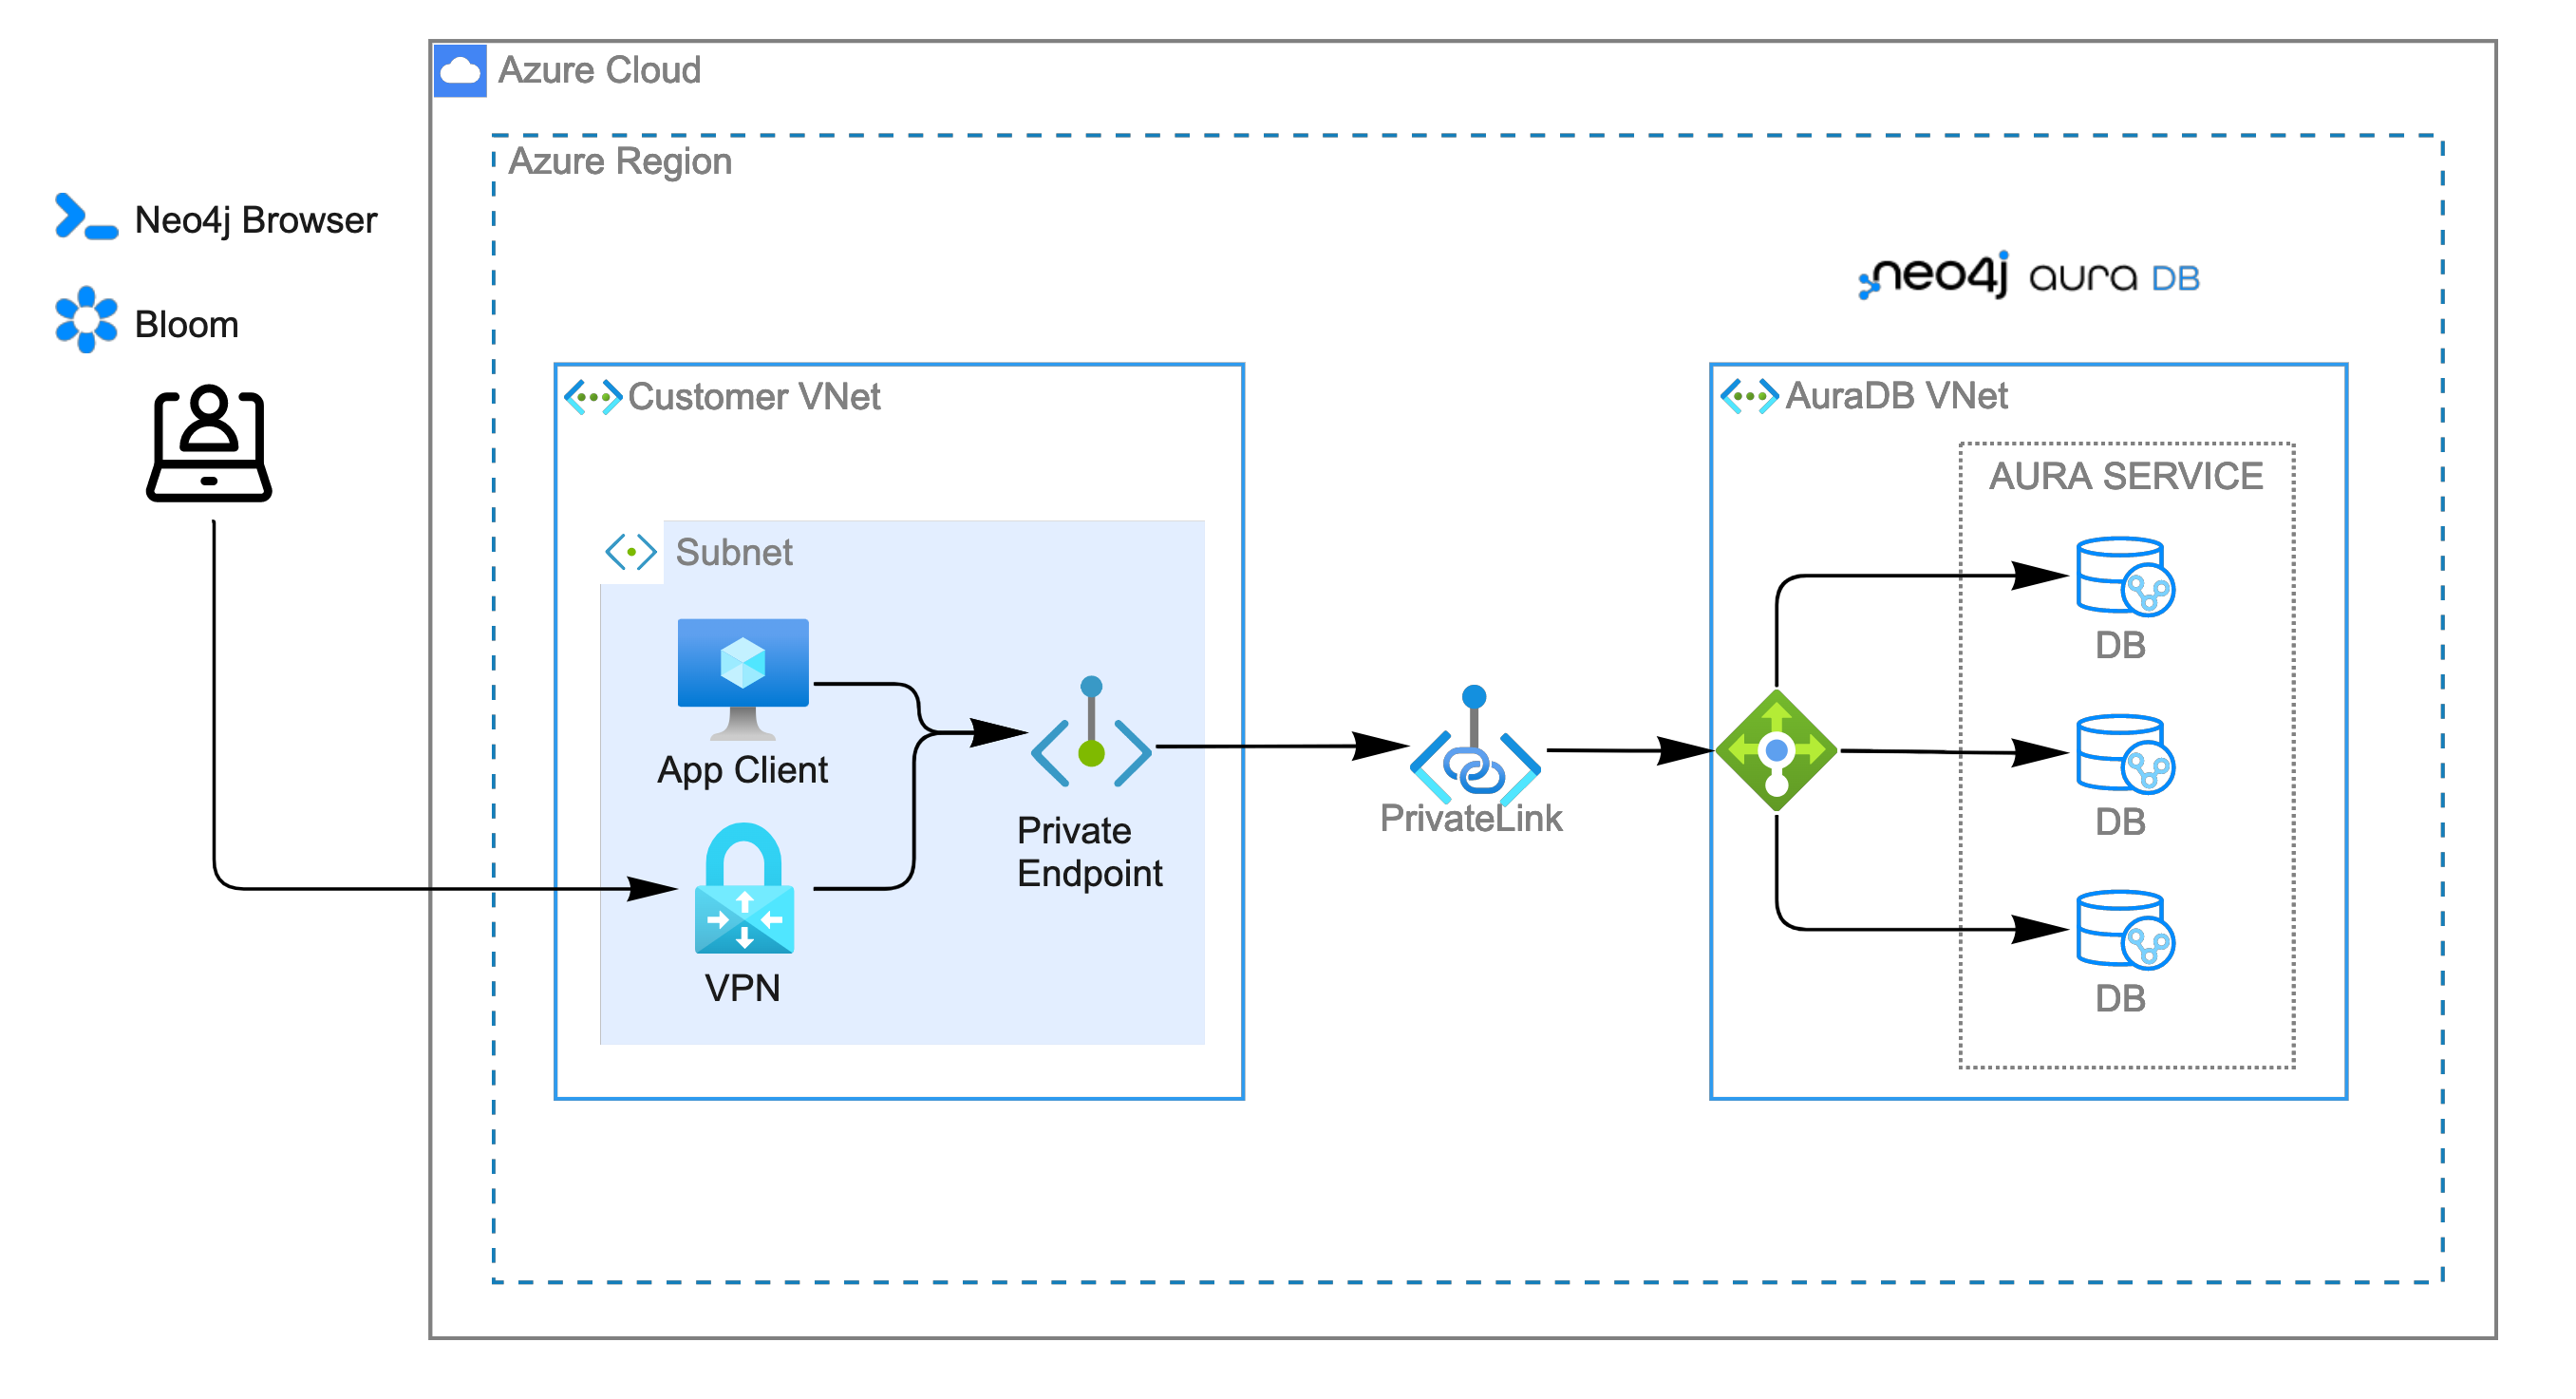 Azure Cloud
Azure Region
Neo4j Browser
Bloom
neo4j aura DB
Customer VNet
AuraDB VNet
AURA SERVICE
Subnet
DB
App Client
Private
Endpoint
PrivateLink
DB
VPN
DB